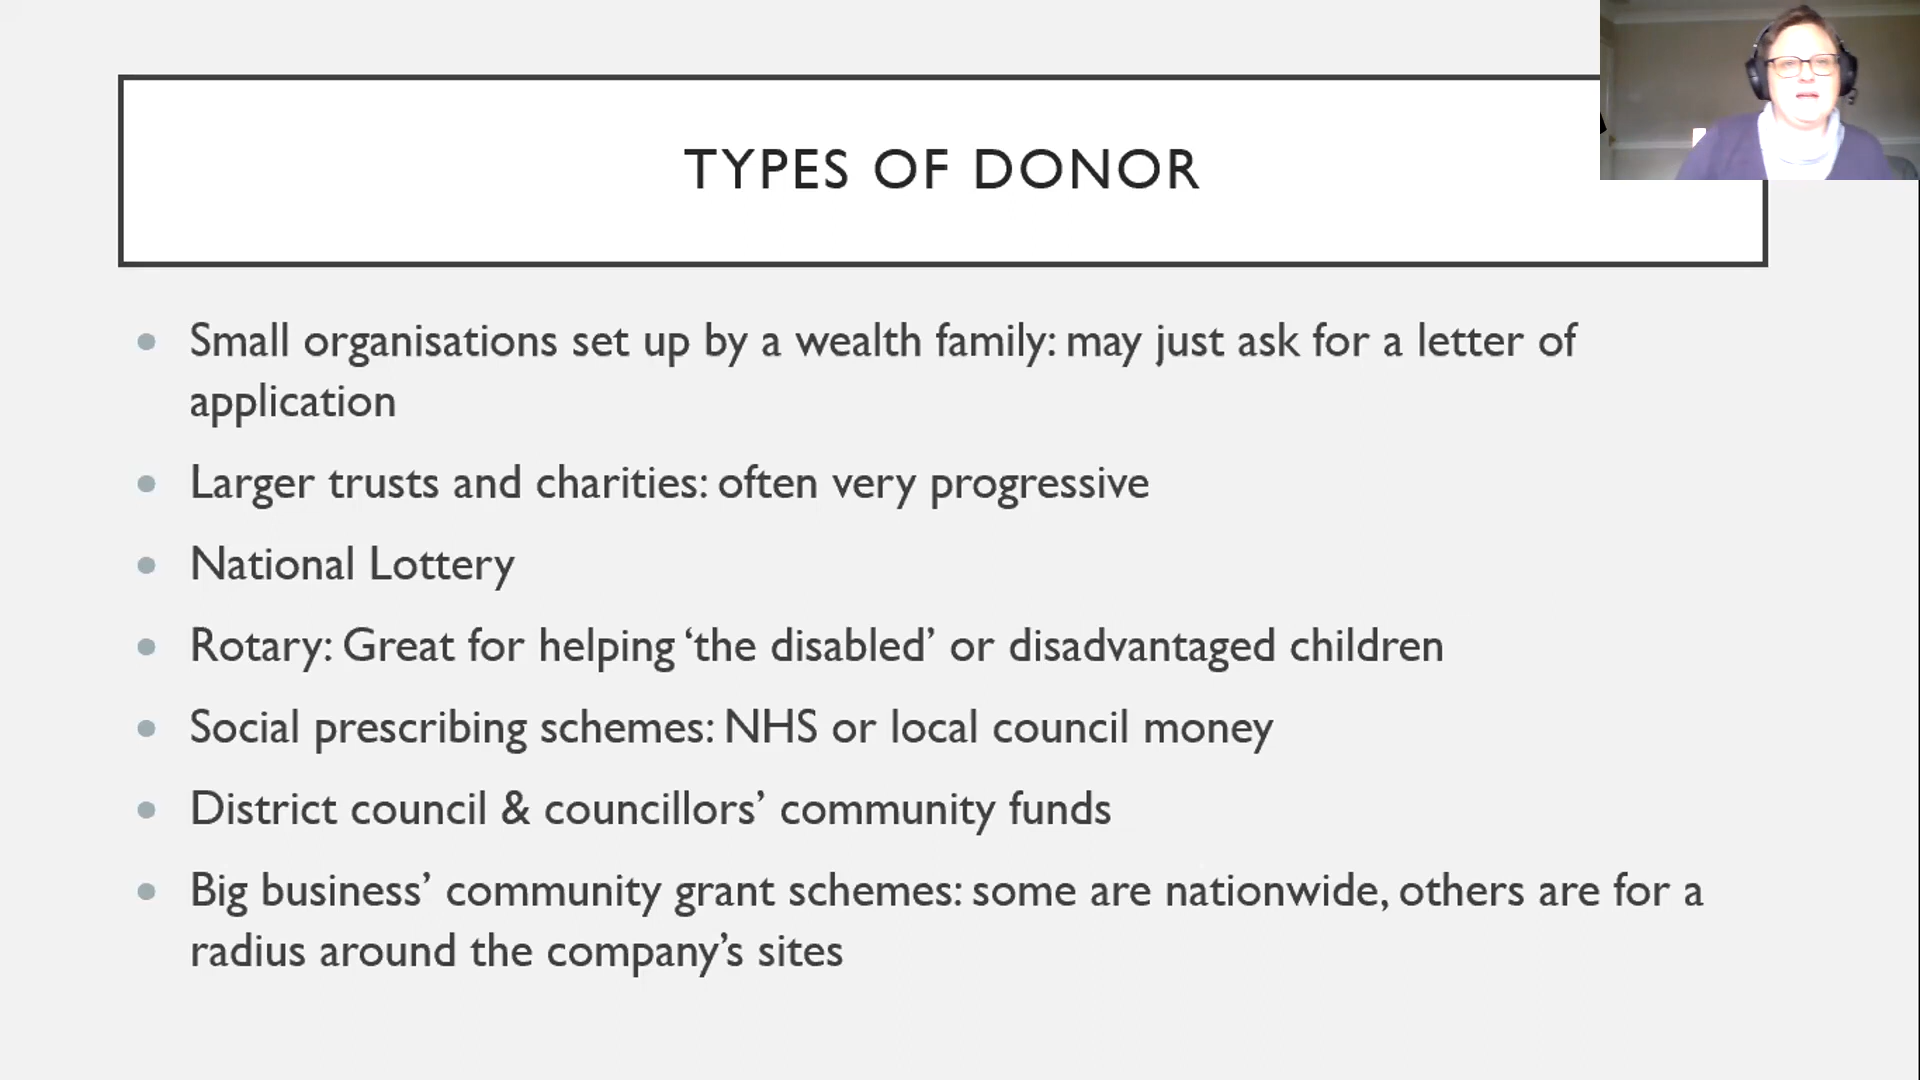 TYPES OF DONOR
Small organisations set up by a wealth family: may just ask for a letter of
application
Larger trusts and charities: often very progressive
National Lottery
Rotary: Great for helping ‘the disabled’ or disadvantaged children
Social prescribing schemes: NHS or local council money
District council & councillors’ community funds
Big business’ community grant schemes: some are nationwide, others are for a
radius around the company’s sites